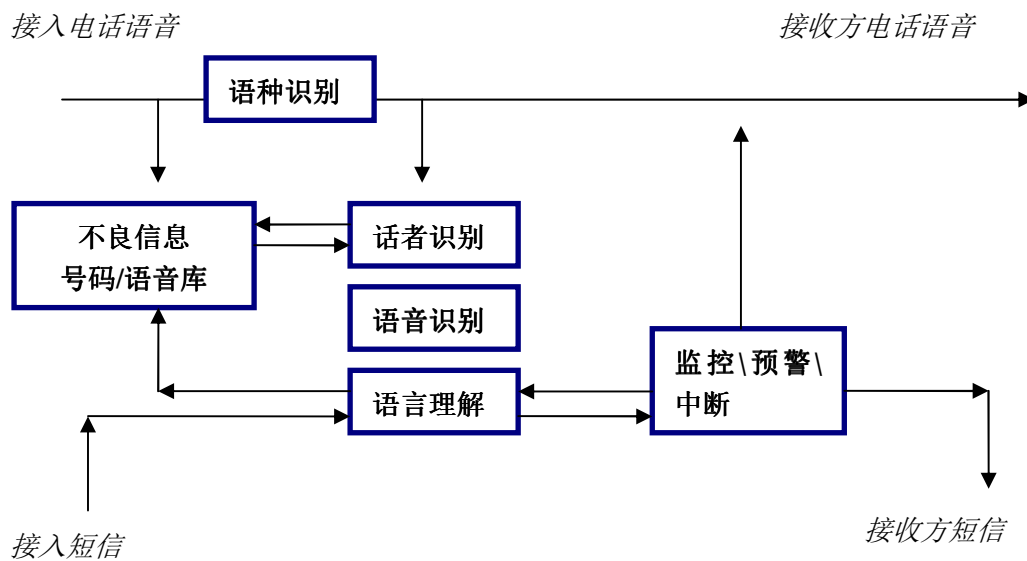 接入电话语音
接收方电话语音
语种识别
不良信息
号码/语音库
话者识别
语音识别
语言理解
监控\预警\
中断
接入短信
接收方短信